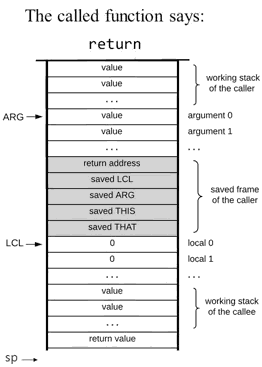 The called function says:
return
value
value working stack
... of the caller
ARG value argument 0
value argument 1
... ...
return address
saved LCL
saved ARG saved frame
saved THIS of the caller
saved THAT
LCL 0 local 0
0 local 1
... ...
value
value working stack
... of the callee
return value
sp